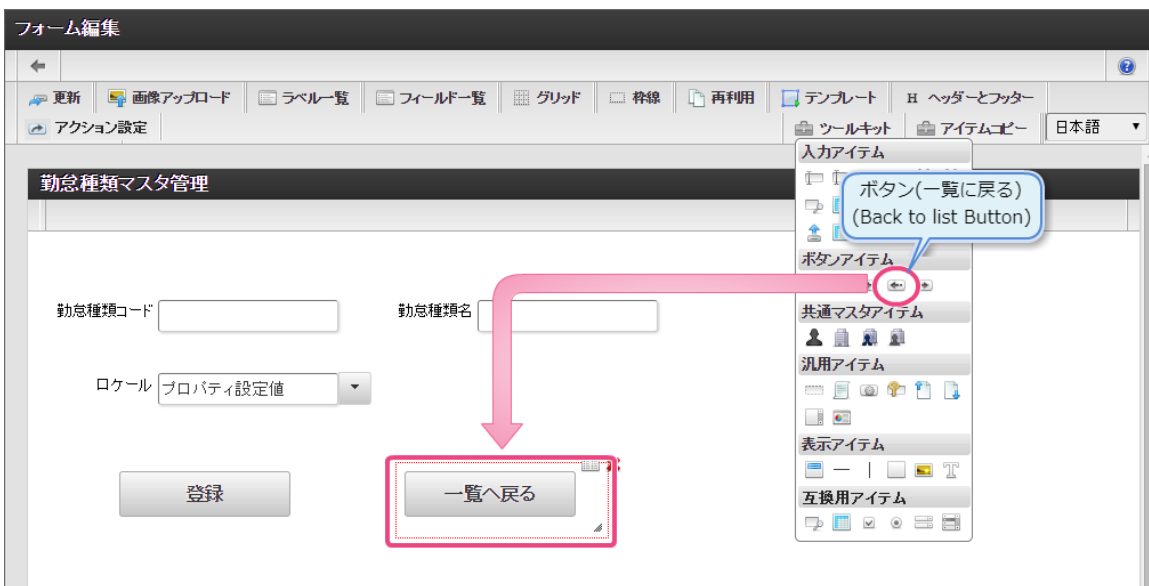 フォーム編集
更新 画像アップロード ラベル一覧 フィールド一覧 グリッド 枠線 再利用 テンプレート H ヘッダーとフッター
アクション設定 ツールキット アイテムコピー 日本語
入力アイテム
勤怠種類マスタ管理
ボタン(一覧に戻る)
(Back to list Button)
ボタンアイテム
勤怠種類コード 勤怠種類名
共通マスタアイテム
汎用アイテム
ロケール プロパティ設定値
表示アイテム
登録 一覧へ戻る
互換用アイテム